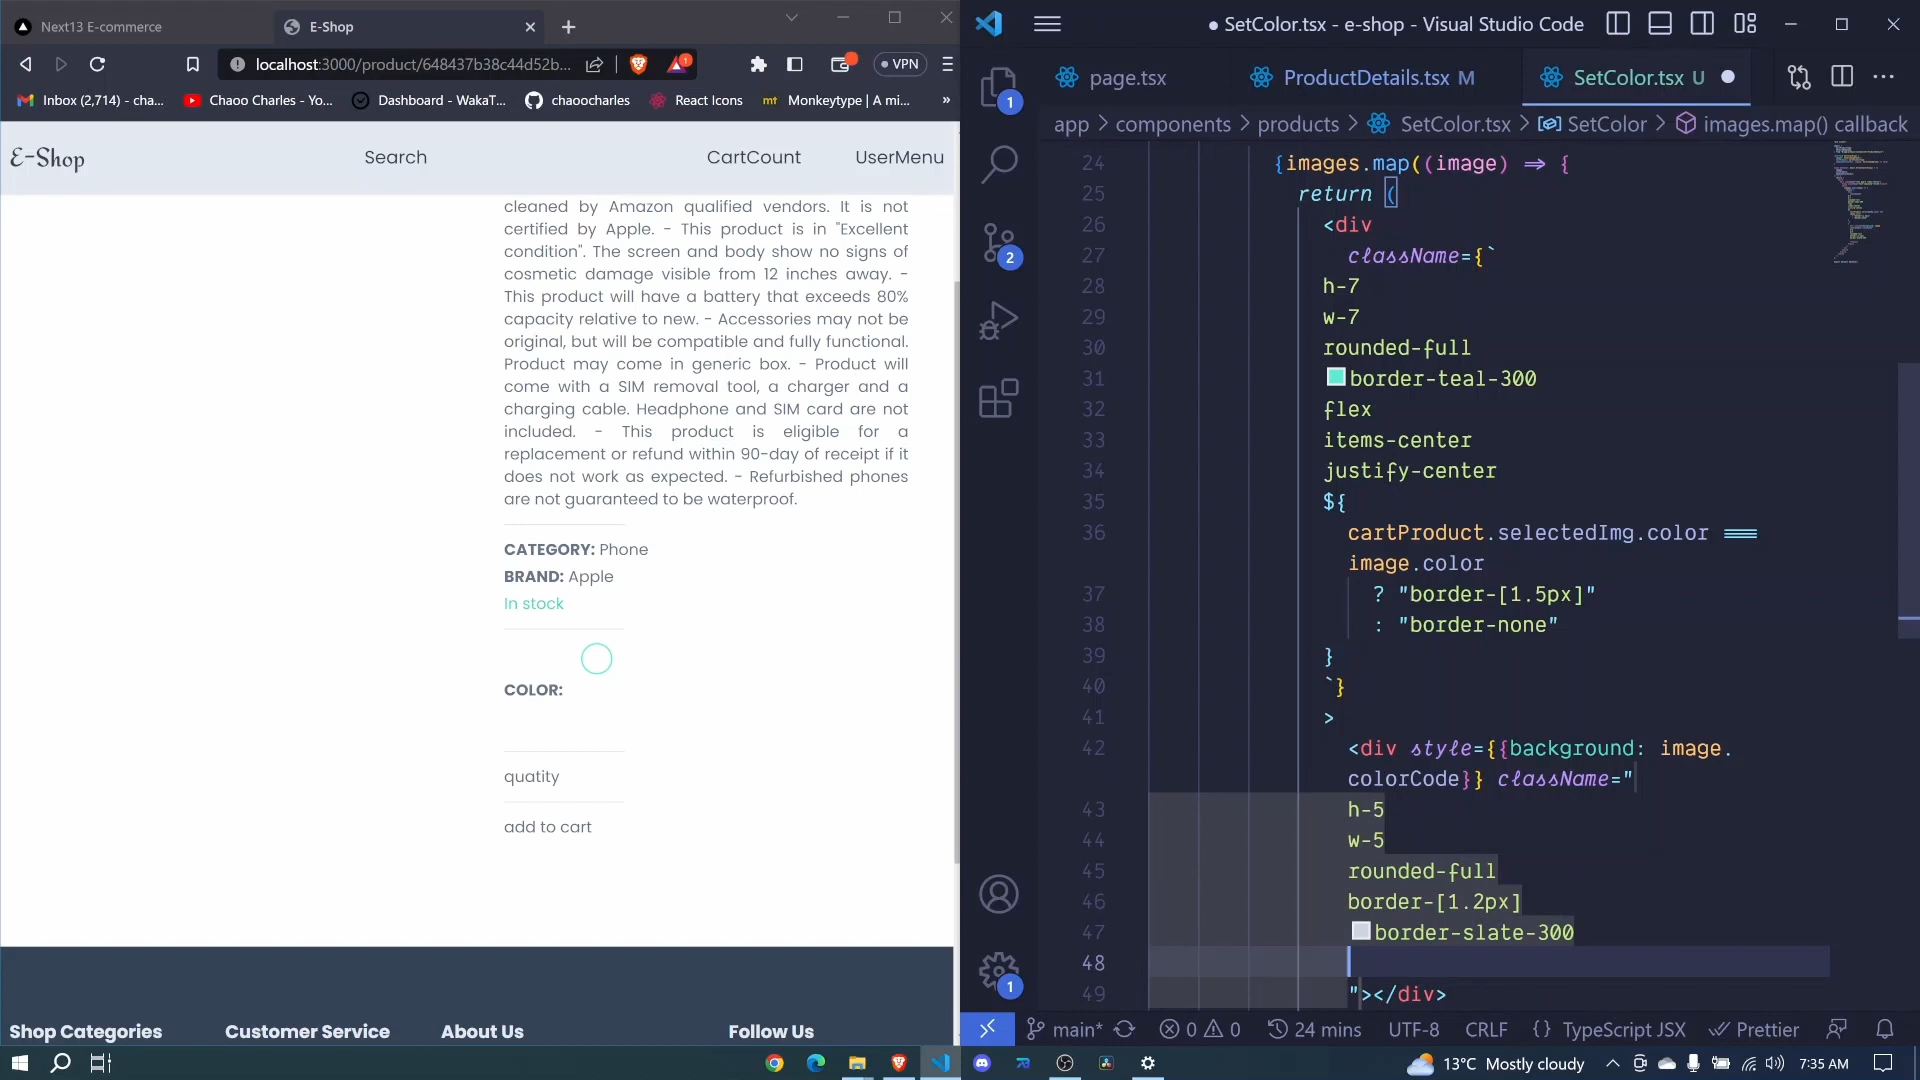 Next13 E-commerce
E-Shop
localhost:3000/product/648437b38c44d52b...
1
VPN
Inbox (2,714) - cha...
Chaoo Charles - Yo...
Dashboard - WakaT...
chaoocharles
React Icons
Monkeytype | A mi...
»
E-Shop
Search
CartCount
UserMenu
cleaned by Amazon qualified vendors. It is not
certified by Apple. - This product is in "Excellent
condition". The screen and body show no signs of
cosmetic damage visible from 12 inches away. -
This product will have a battery that exceeds 80%
capacity relative to new. - Accessories may not be
original, but will be compatible and fully functional.
Product may come in generic box. - Product will
come with a SIM removal tool, a charger and a
charging cable. Headphone and SIM card are not
included. - This product is eligible for a
replacement or refund within 90-day of receipt if it
does not work as expected. - Refurbished phones
are not guaranteed to be waterproof.
CATEGORY: Phone
BRAND: Apple
In stock
COLOR:
quatity
add to cart
Shop Categories
Customer Service
About Us
Follow Us
● SetColor.tsx - e-shop - Visual Studio Code
page.tsx
ProductDetails.tsx M
SetColor.tsx U
app > components > products > SetColor.tsx > SetColor > images.map() callback
1
2
1
24 {images.map((image) => {
25 return (
26 <div
27 className={`
28 h-7
29 w-7
30 rounded-full
31 border-teal-300
32 flex
33 items-center
34 justify-center
35 ${
36 cartProduct.selectedImg.color ===
image.color
37 ? "border-[1.5px]"
38 : "border-none"
39 }
40 `}
41 >
42 <div style={{background: image.
colorCode}} className="
43 h-5
44 w-5
45 rounded-full
46 border-[1.2px]
47 border-slate-300
48
49 "></div>
main*
0
0
24 mins
UTF-8
CRLF
{} TypeScript JSX
Prettier
13°C Mostly cloudy
7:35 AM